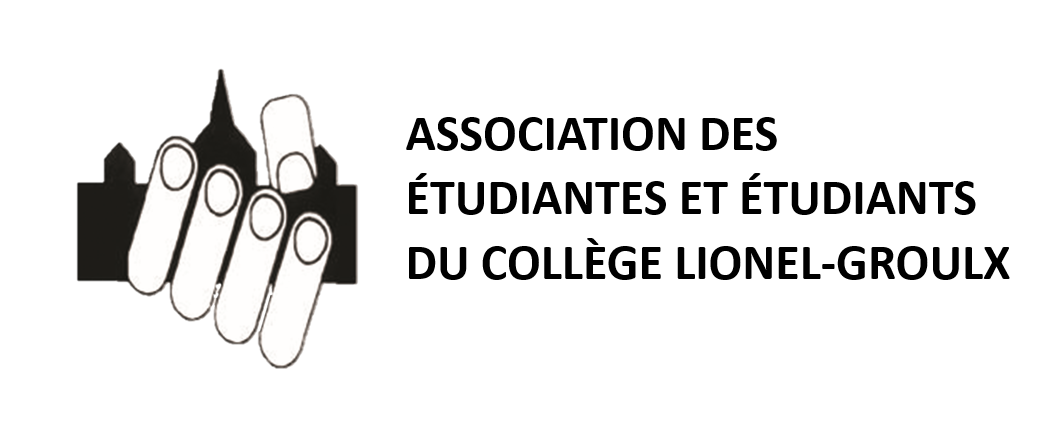 ASSOCIATION DES
ÉTUDIANTES ET ÉTUDIANTS
DU COLLÈGE LIONEL-GROULX